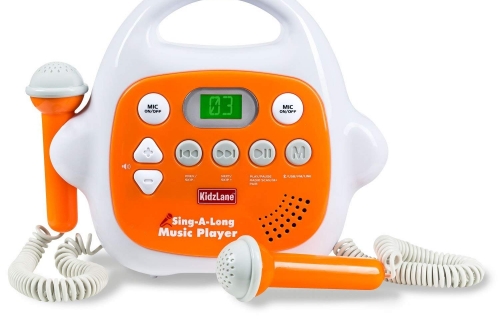 03
MIC
ON/OFF
MIC
ON/OFF
M
KidzLane
Sing-A-Long
Music Player